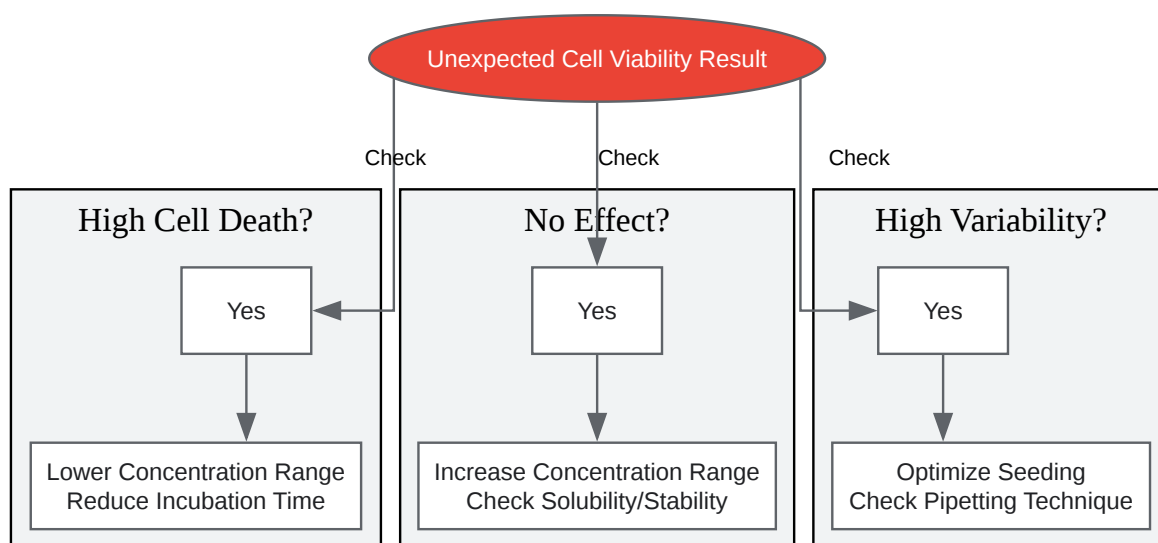 Unexpected Cell Viability Result
Check
Check
Check
High Cell Death?
No Effect?
High Variability?
Yes
Yes
Yes
Lower Concentration Range
Reduce Incubation Time
Increase Concentration Range
Check Solubility/Stability
Optimize Seeding
Check Pipetting Technique